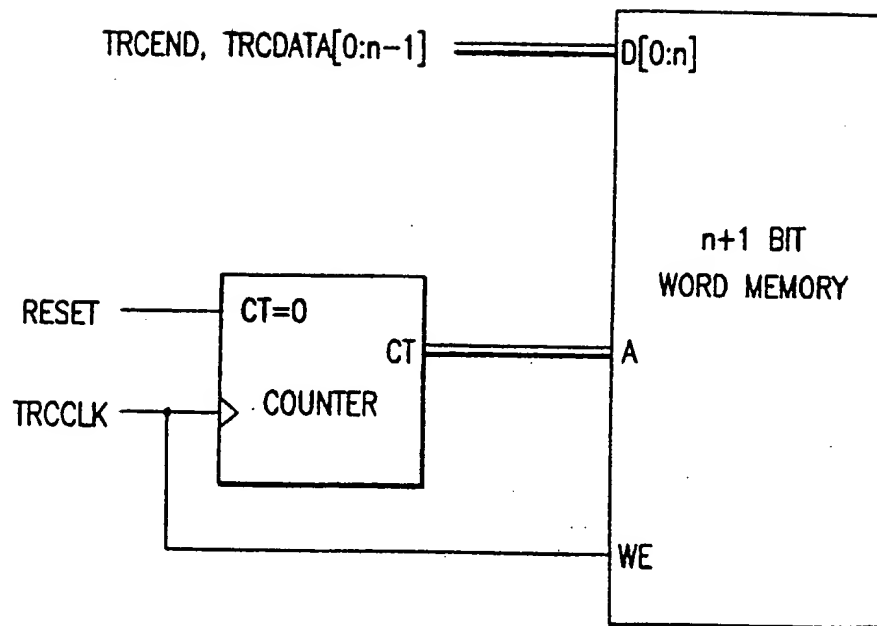 TRCEND, TRCDATA[0:n-1]
D[0:n]
n+1 BIT
WORD MEMORY
RESET
CT=0
CT
A
TRCCLK
COUNTER
WE